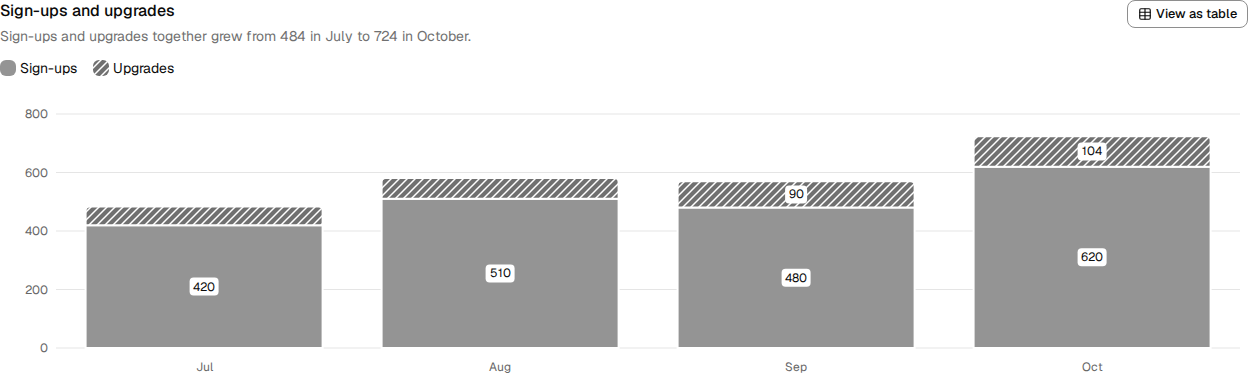 Sign-ups and upgrades
View as table
Sign-ups and upgrades together grew from 484 in July to 724 in October.
Sign-ups Upgrades
800
600
400
200
0
104
90
420
510
480
620
Jul Aug Sep Oct